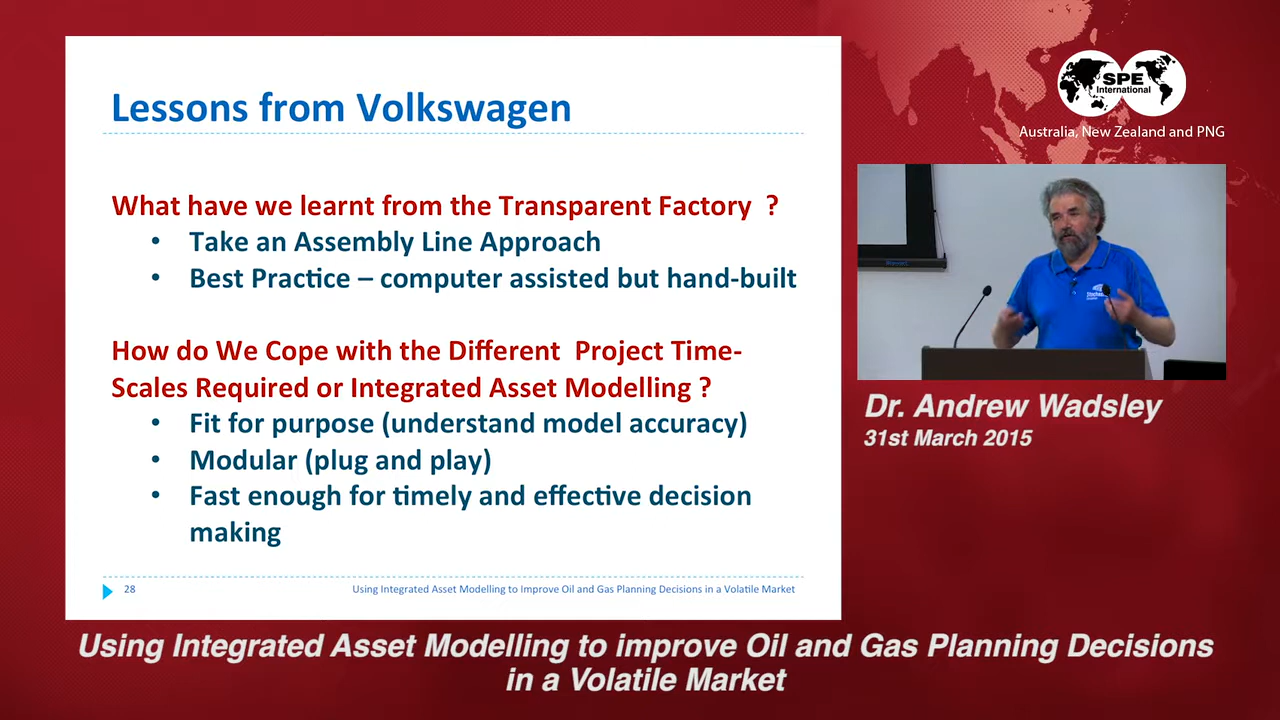 Lessons from Volkswagen
What have we learnt from the Transparent Factory ?
• Take an Assembly Line Approach
• Best Practice – computer assisted but hand-built
How do We Cope with the Different Project Time-
Scales Required or Integrated Asset Modelling ?
• Fit for purpose (understand model accuracy)
• Modular (plug and play)
• Fast enough for timely and effective decision
making
28
Using Integrated Asset Modelling to Improve Oil and Gas Planning Decisions in a Volatile Market
SPE
International
Australia, New Zealand and PNG
Dr. Andrew Wadsley
31st March 2015
Using Integrated Asset Modelling to improve Oil and Gas Planning Decisions
in a Volatile Market